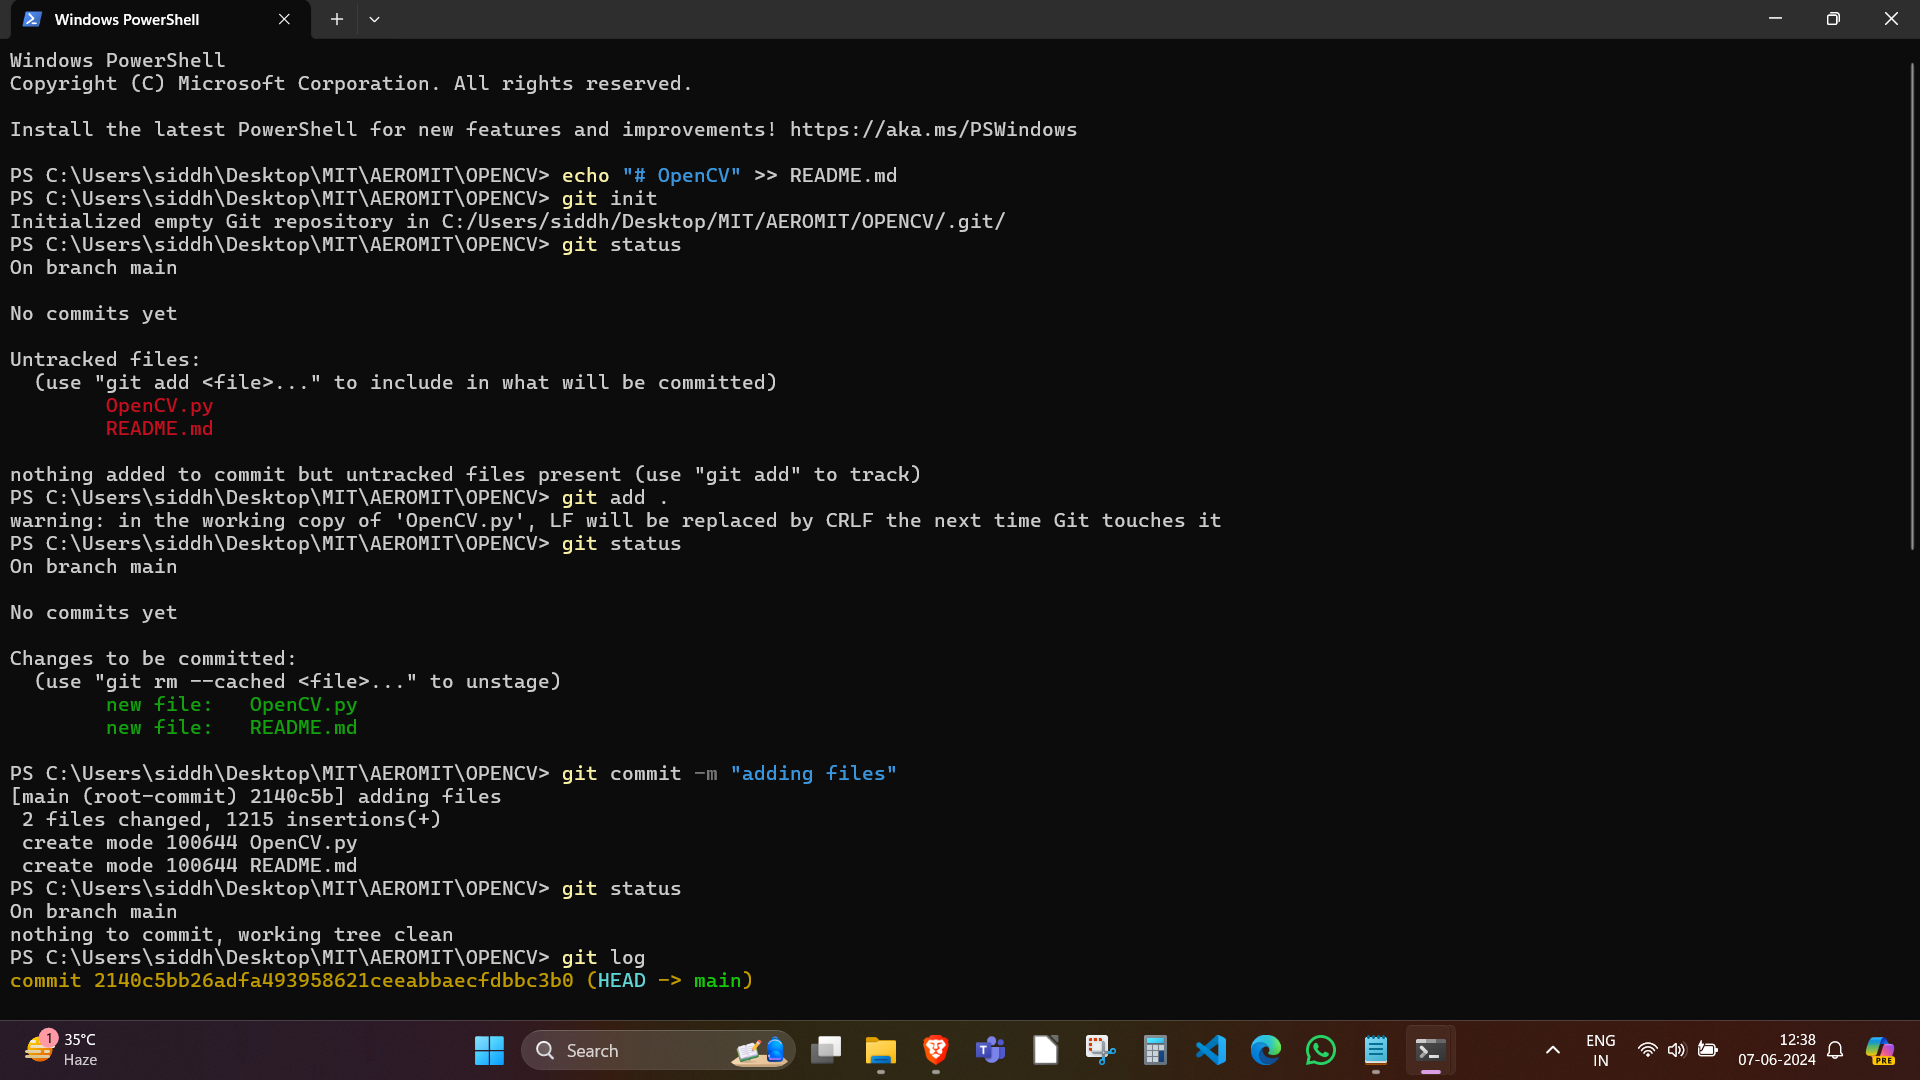 Windows PowerShell
Windows PowerShell
Copyright (C) Microsoft Corporation. All rights reserved.
Install the latest PowerShell for new features and improvements! https://aka.ms/PSWindows
PS C:\Users\siddh\Desktop\MIT\AEROMIT\OPENCV> echo "# OpenCV" >> README.md
PS C:\Users\siddh\Desktop\MIT\AEROMIT\OPENCV> git init
Initialized empty Git repository in C:/Users/siddh/Desktop/MIT/AEROMIT/OPENCV/.git/
PS C:\Users\siddh\Desktop\MIT\AEROMIT\OPENCV> git status
On branch main
No commits yet
Untracked files:
  (use "git add <file>..." to include in what will be committed)
        OpenCV.py
        README.md
nothing added to commit but untracked files present (use "git add" to track)
PS C:\Users\siddh\Desktop\MIT\AEROMIT\OPENCV> git add .
warning: in the working copy of 'OpenCV.py', LF will be replaced by CRLF the next time Git touches it
PS C:\Users\siddh\Desktop\MIT\AEROMIT\OPENCV> git status
On branch main
No commits yet
Changes to be committed:
  (use "git rm --cached <file>..." to unstage)
        new file:   OpenCV.py
        new file:   README.md
PS C:\Users\siddh\Desktop\MIT\AEROMIT\OPENCV> git commit -m "adding files"
[main (root-commit) 2140c5b] adding files
 2 files changed, 1215 insertions(+)
 create mode 100644 OpenCV.py
 create mode 100644 README.md
PS C:\Users\siddh\Desktop\MIT\AEROMIT\OPENCV> git status
On branch main
nothing to commit, working tree clean
PS C:\Users\siddh\Desktop\MIT\AEROMIT\OPENCV> git log
commit 2140c5bb26adfa493958621ceeabbaecfdbbc3b0 (HEAD -> main)
1
35°C
Haze
Search
ENG
IN
12:38
07-06-2024
PRE